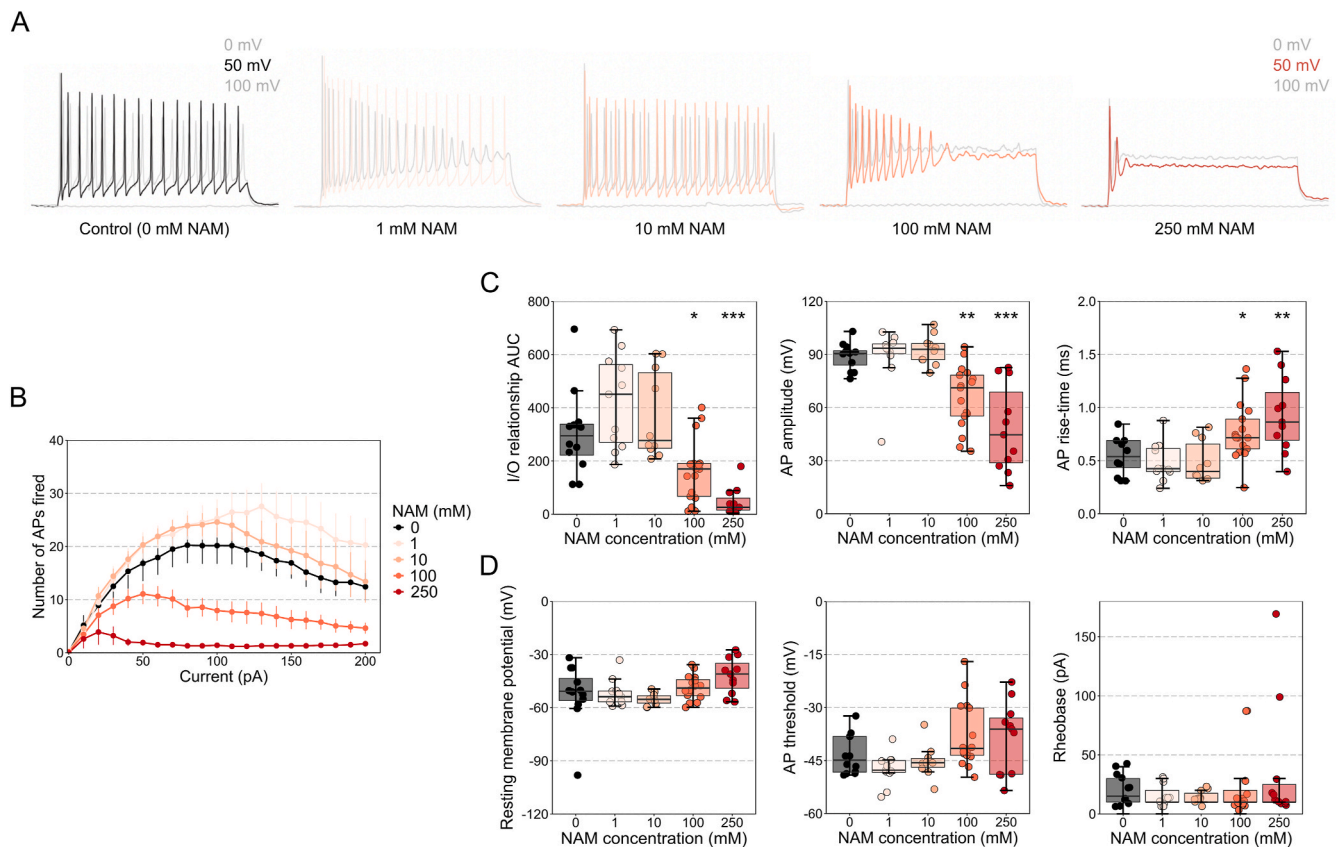 A
0 mV
50 mV
100 mV
0 mV
50 mV
100 mV
Control (0 mM NAM)
1 mM NAM
10 mM NAM
100 mM NAM
250 mM NAM
B
Number of APs fired
40
30
20
10
0
0 50 100 150 200
Current (pA)
NAM (mM)
0
1
10
100
250
C
I/O relationship AUC
800
600
400
200
0
* ***
0 1 10 100 250
NAM concentration (mM)
AP amplitude (mV)
120
90
60
30
0
** ***
0 1 10 100 250
NAM concentration (mM)
AP rise-time (ms)
2.0
1.5
1.0
0.5
0.0
* **
0 1 10 100 250
NAM concentration (mM)
D
Resting membrane potential (mV)
0
-30
-60
-90
-120
0 1 10 100 250
NAM concentration (mM)
AP threshold (mV)
0
-15
-30
-45
-60
0 1 10 100 250
NAM concentration (mM)
Rheobase (pA)
150
100
50
0
0 1 10 100 250
NAM concentration (mM)